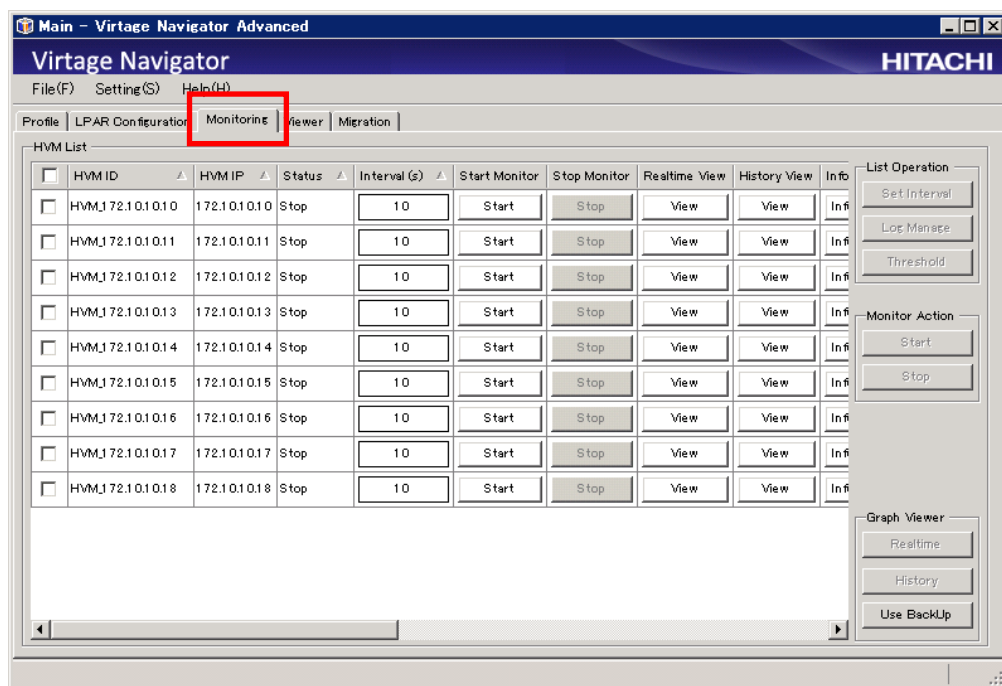 Main - Virtage Navigator Advanced
Virtage Navigator HITACHI
File(F) Setting(S) Help(H)
Profile LPAR Configuration Monitoring Viewer Migration
HVM List
HVM ID HVM IP Status Interval (s) Start Monitor Stop Monitor Realtime View History View Info
HVM_172.10.10.10 172.10.10.10 Stop 10 Start Stop View View Inf
HVM_172.10.10.11 172.10.10.11 Stop 10 Start Stop View View Inf
HVM_172.10.10.12 172.10.10.12 Stop 10 Start Stop View View Inf
HVM_172.10.10.13 172.10.10.13 Stop 10 Start Stop View View Inf
HVM_172.10.10.14 172.10.10.14 Stop 10 Start Stop View View Inf
HVM_172.10.10.15 172.10.10.15 Stop 10 Start Stop View View Inf
HVM_172.10.10.16 172.10.10.16 Stop 10 Start Stop View View Inf
HVM_172.10.10.17 172.10.10.17 Stop 10 Start Stop View View Inf
HVM_172.10.10.18 172.10.10.18 Stop 10 Start Stop View View Inf
List Operation
Set Interval
Log Manage
Threshold
Monitor Action
Start
Stop
Graph Viewer
Realtime
History
Use BackUp